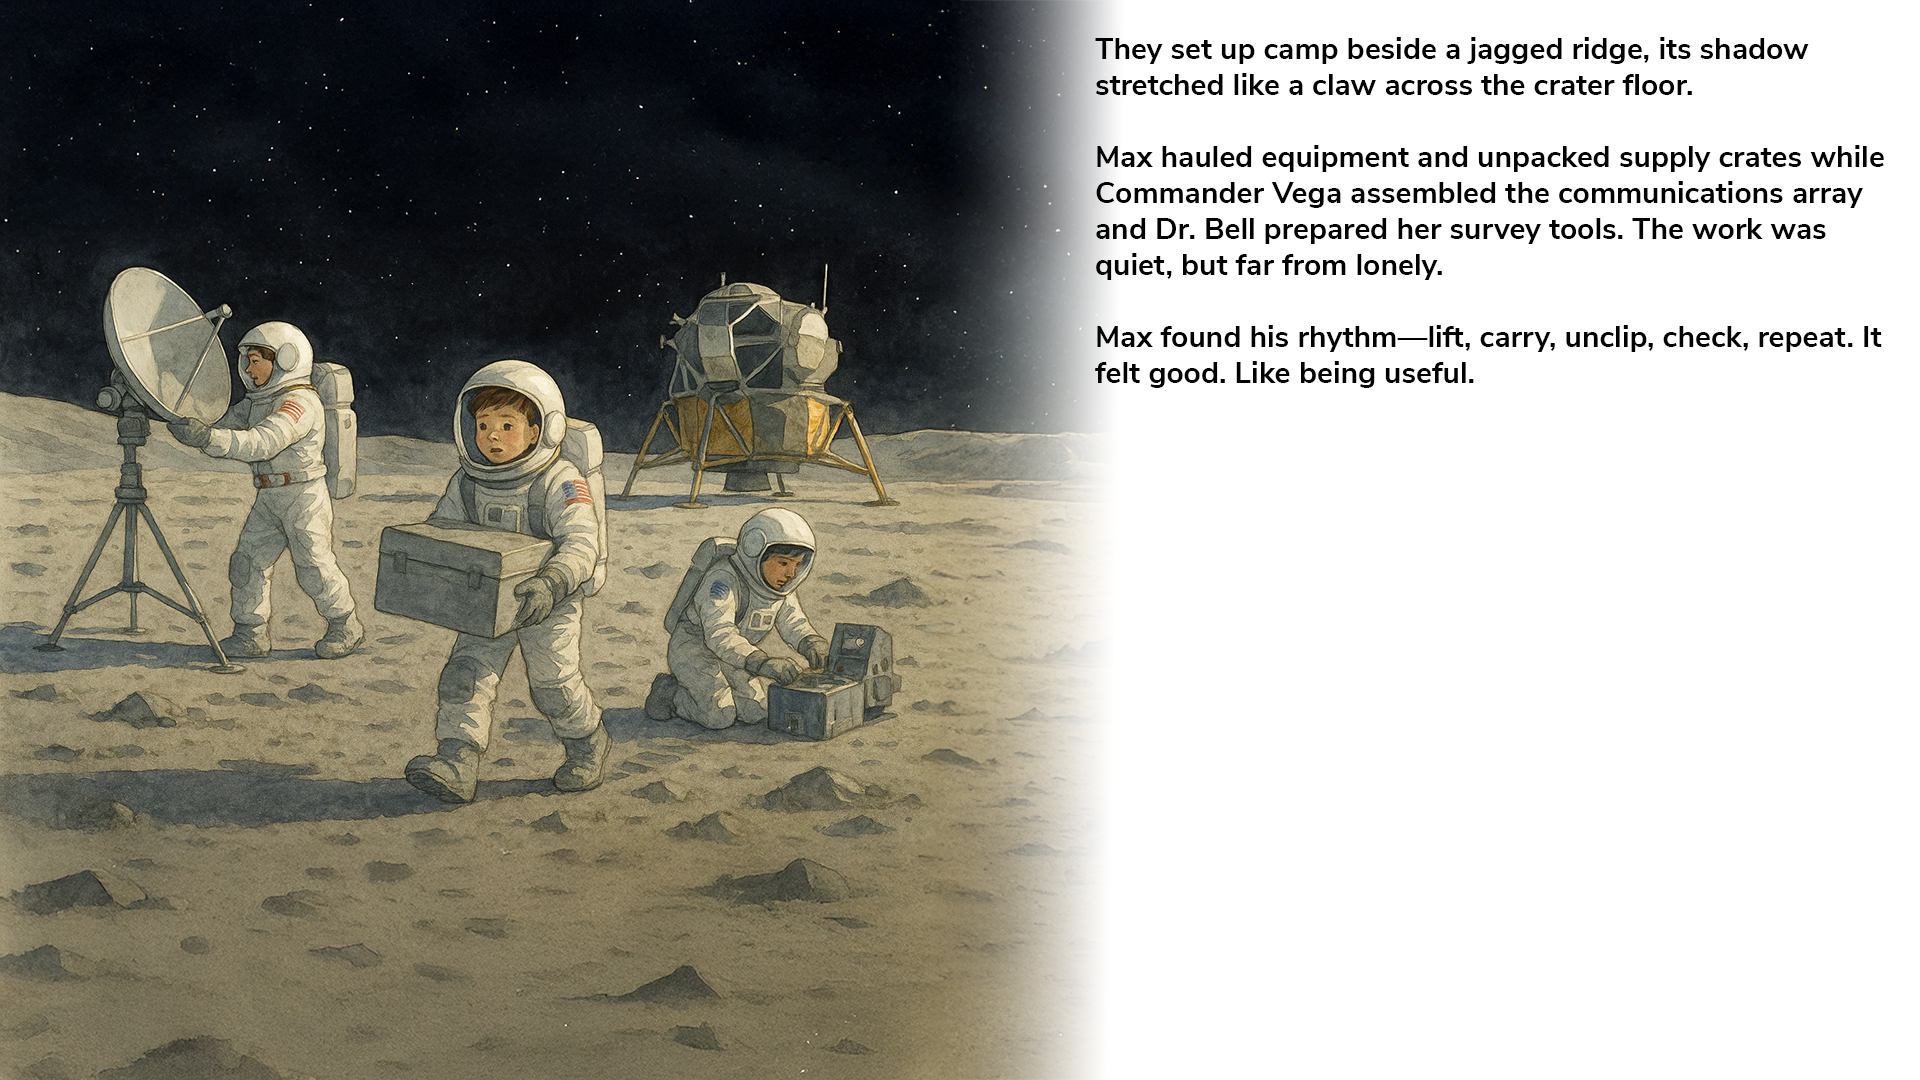 They set up camp beside a jagged ridge, its shadow
stretched like a claw across the crater floor.
Max hauled equipment and unpacked supply crates while
Commander Vega assembled the communications array
and Dr. Bell prepared her survey tools. The work was
quiet, but far from lonely.
Max found his rhythm—lift, carry, unclip, check, repeat. It
felt good. Like being useful.